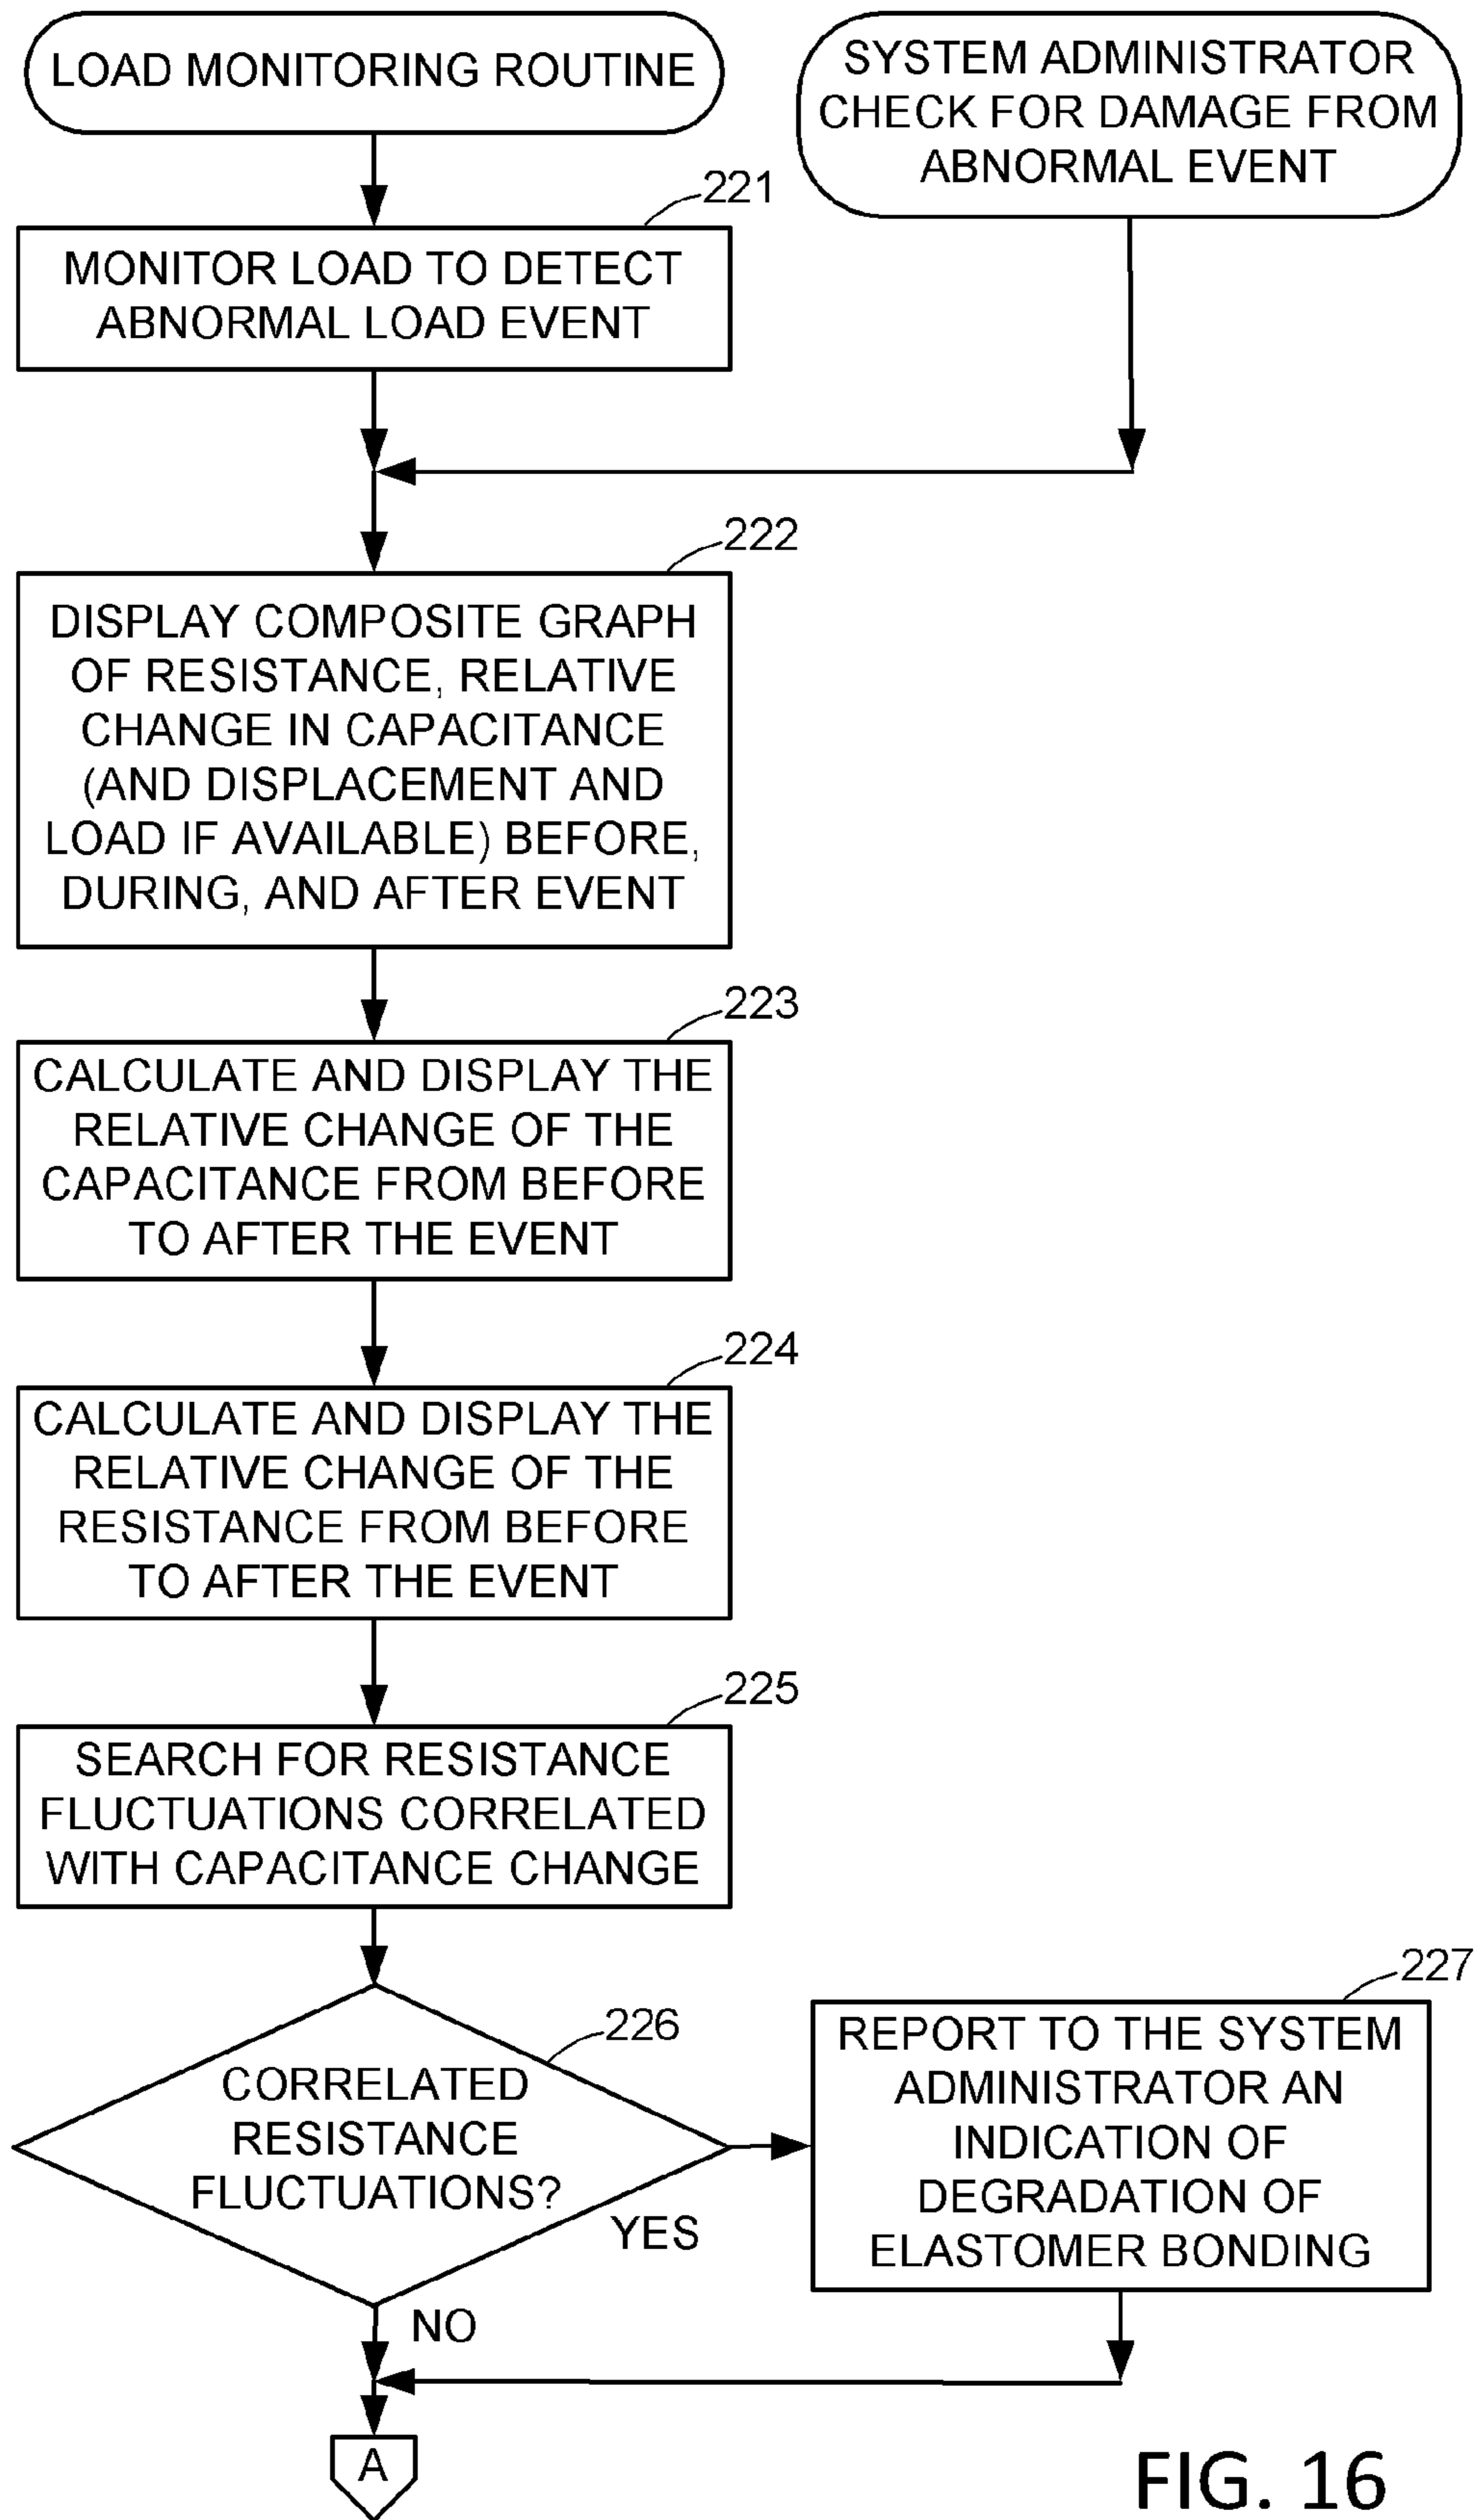 LOAD MONITORING ROUTINE
SYSTEM ADMINISTRATOR
CHECK FOR DAMAGE FROM
ABNORMAL EVENT
221
MONITOR LOAD TO DETECT
ABNORMAL LOAD EVENT
222
DISPLAY COMPOSITE GRAPH
OF RESISTANCE, RELATIVE
CHANGE IN CAPACITANCE
(AND DISPLACEMENT AND
LOAD IF AVAILABLE) BEFORE,
DURING, AND AFTER EVENT
223
CALCULATE AND DISPLAY THE
RELATIVE CHANGE OF THE
CAPACITANCE FROM BEFORE
TO AFTER THE EVENT
224
CALCULATE AND DISPLAY THE
RELATIVE CHANGE OF THE
RESISTANCE FROM BEFORE
TO AFTER THE EVENT
225
SEARCH FOR RESISTANCE
FLUCTUATIONS CORRELATED
WITH CAPACITANCE CHANGE
226
CORRELATED
RESISTANCE
FLUCTUATIONS?
YES
NO
227
REPORT TO THE SYSTEM
ADMINISTRATOR AN
INDICATION OF
DEGRADATION OF
ELASTOMER BONDING
A
FIG. 16